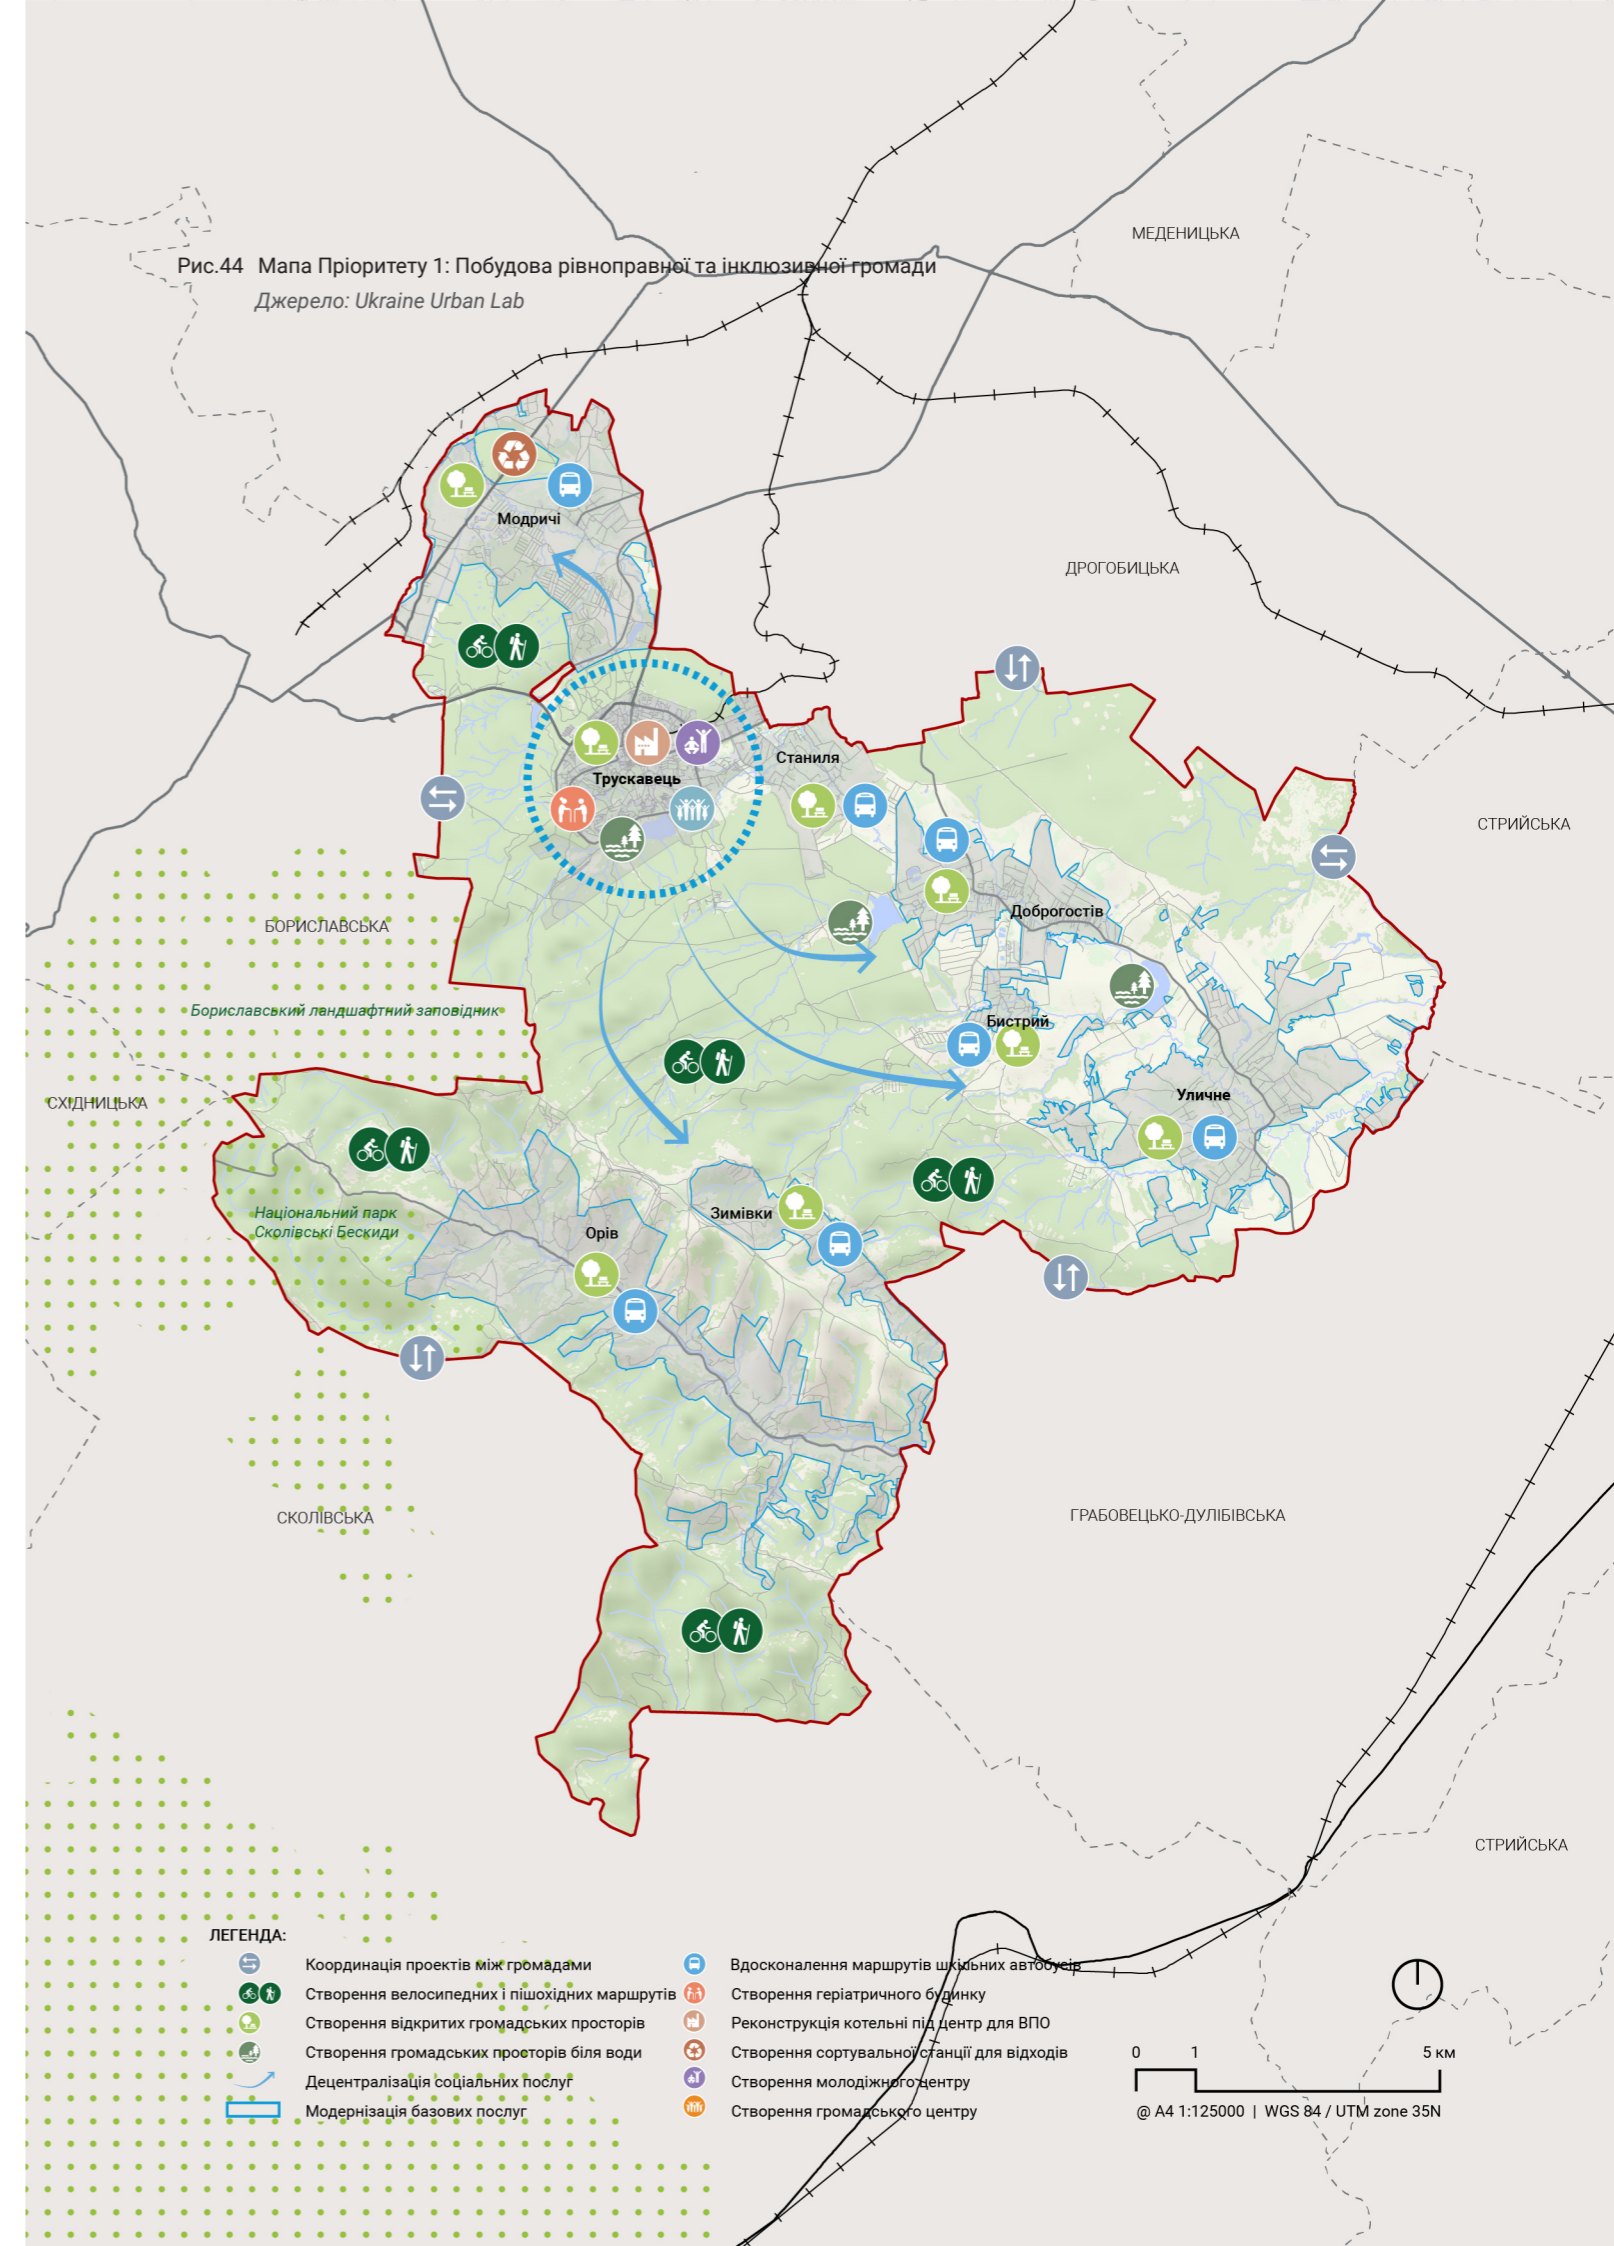 Рис.44 Мапа Пріоритету 1: Побудова рівноправної та інклюзивної громади
Джерело: Ukraine Urban Lab
МЕДЕНИЦЬКА
Модричі
ДРОГОБИЦЬКА
Станиля
Трускавець
СТРИЙСЬКА
Доброгостів
БОРИСЛАВСЬКА
Бориславський ландшафтний заповідник
Бистрий
Уличне
СХІДНИЦЬКА
Національний парк
Сколівські Бескиди
Зимівки
Орів
СКОЛІВСЬКА
ГРАБОВЕЦЬКО-ДУЛІБІВСЬКА
СТРИЙСЬКА
ЛЕГЕНДА:
Координація проектів між громадами
Створення велосипедних і пішохідних маршрутів
Створення відкритих громадських просторів
Створення громадських просторів біля води
Децентралізація соціальних послуг
Модернізація базових послуг
Вдосконалення маршрутів шкільних автобусів
Створення геріатричного будинку
Реконструкція котельні під центр для ВПО
Створення сортувальної станції для відходів
Створення молодіжного центру
Створення громадського центру
0 1 5 км
@ A4 1:125000 | WGS 84 / UTM zone 35N